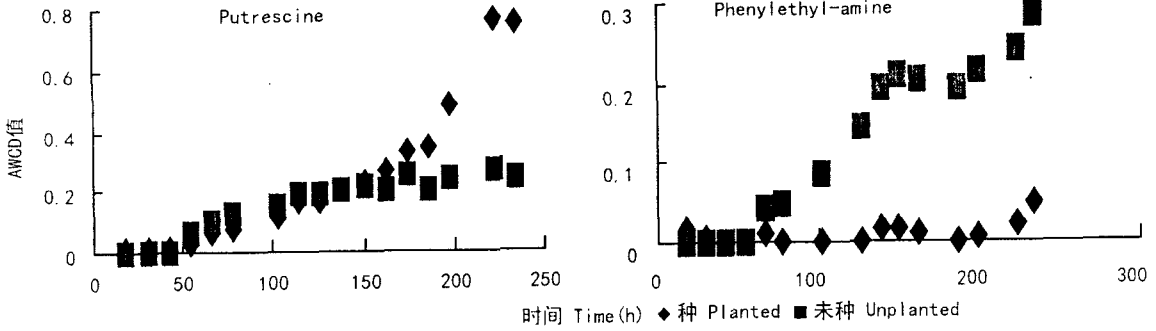 Putrescine
0.8
0.6
0.4
0.2
0
AWCD值
0 50 100 150 200 250
Phenylethyl-amine
0.3
0.2
0.1
0
0 100 200 300
时间 Time(h) ◆ 种 Planted ■ 未种 Unplanted